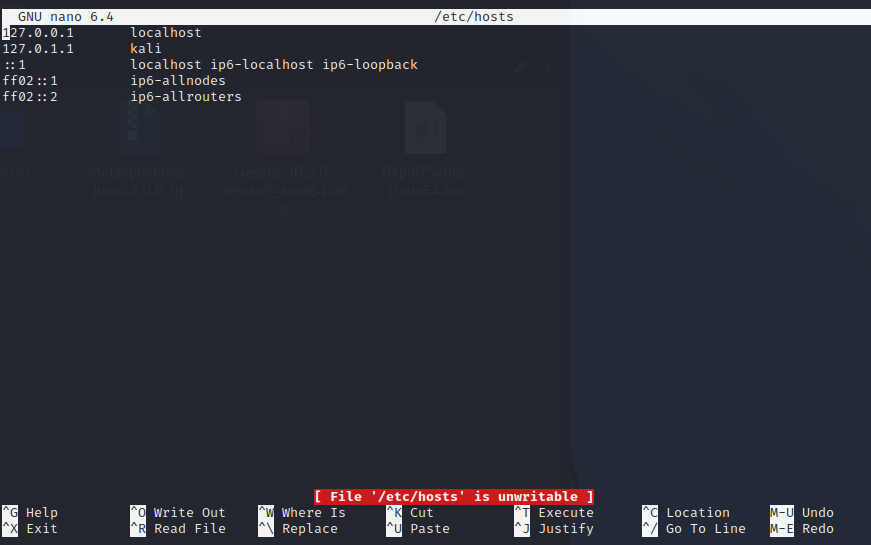 GNU nano 6.4 /etc/hosts
127.0.0.1 localhost
127.0.1.1 kali
::1 localhost ip6-localhost ip6-loopback
ff02::1 ip6-allnodes
ff02::2 ip6-allrouters
metasploitable-
linux-2.0.0.zip
Nessus-10.3.0-
debian9_amd64.de
b
Rapid7Setup-
Linux64.bin
[ File '/etc/hosts' is unwritable ]
^G Help ^O Write Out ^W Where Is ^K Cut ^T Execute ^C Location M-U Undo
^X Exit ^R Read File ^\ Replace ^U Paste ^J Justify ^/ Go To Line M-E Redo